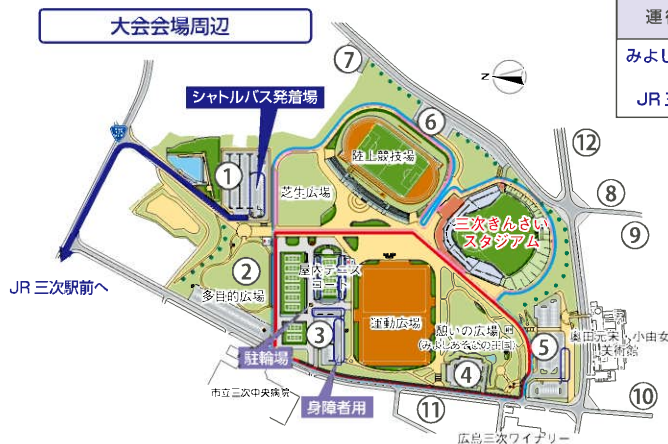 大会会場周辺
運行
みよし
JR 三
7
シャトルバス発着場
N
6
12
375
陸上競技場
1
芝生広場
8
三次きんさい
スタジアム
9
2
屋内テニス
コート
JR 三次駅前へ
多目的広場
運動広場
憩いの広場
(みよしあそびの王国)
3
5
奥田元宋・小由女
美術館
駐輪場
4
市立三次中央病院
身障者用
11
10
広島三次ワイナリー